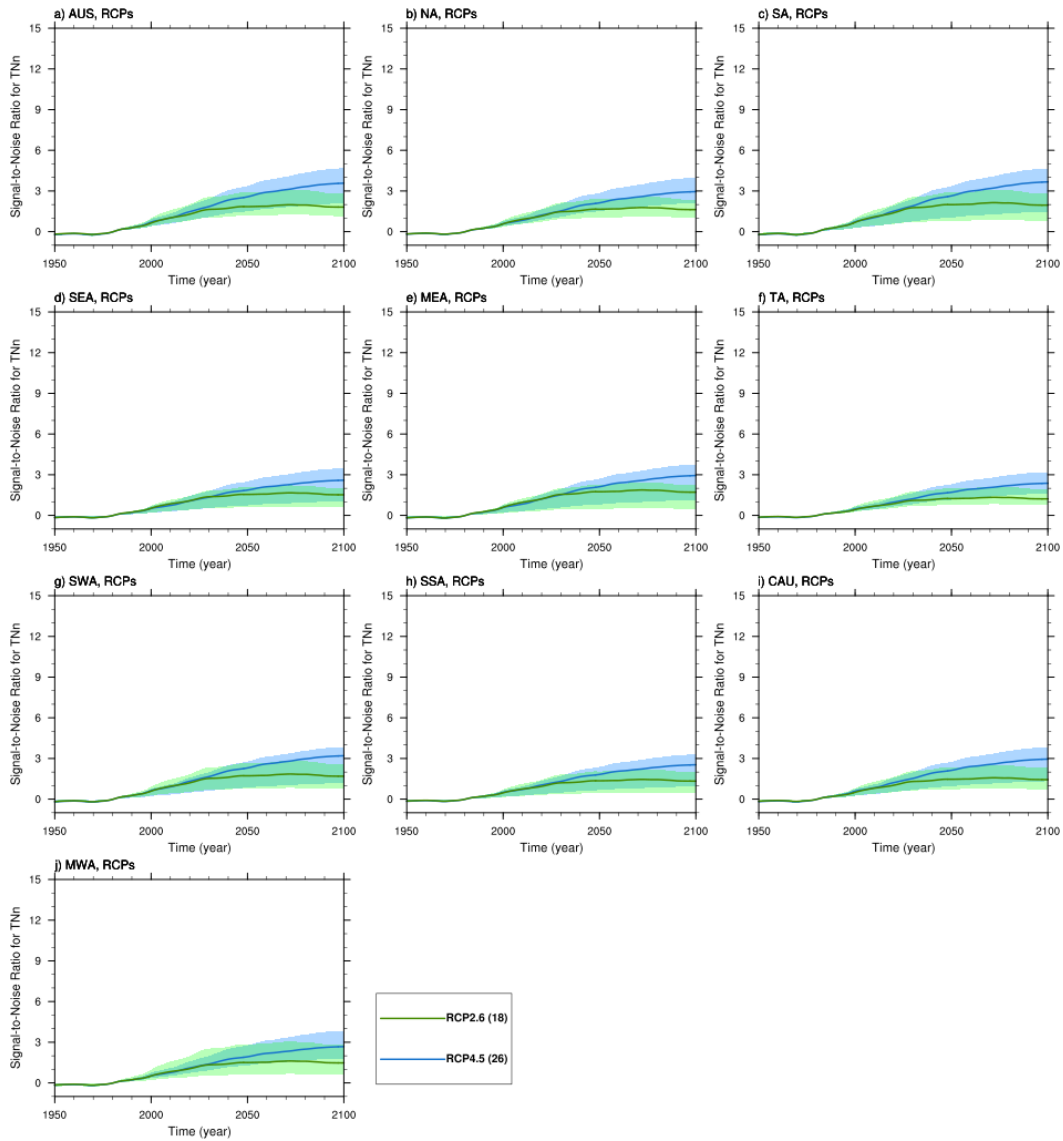 a) AUS, RCPs
b) NA, RCPs
c) SA, RCPs
Signal-to-Noise Ratio for TNn
15
12
9
6
3
0
1950 2000 2050 2100
Time (year)
Signal-to-Noise Ratio for TNn
15
12
9
6
3
0
1950 2000 2050 2100
Time (year)
Signal-to-Noise Ratio for TNn
15
12
9
6
3
0
1950 2000 2050 2100
Time (year)
d) SEA, RCPs
e) MEA, RCPs
f) TA, RCPs
Signal-to-Noise Ratio for TNn
15
12
9
6
3
0
1950 2000 2050 2100
Time (year)
Signal-to-Noise Ratio for TNn
15
12
9
6
3
0
1950 2000 2050 2100
Time (year)
Signal-to-Noise Ratio for TNn
15
12
9
6
3
0
1950 2000 2050 2100
Time (year)
g) SWA, RCPs
h) SSA, RCPs
i) CAU, RCPs
Signal-to-Noise Ratio for TNn
15
12
9
6
3
0
1950 2000 2050 2100
Time (year)
Signal-to-Noise Ratio for TNn
15
12
9
6
3
0
1950 2000 2050 2100
Time (year)
Signal-to-Noise Ratio for TNn
15
12
9
6
3
0
1950 2000 2050 2100
Time (year)
j) MWA, RCPs
Signal-to-Noise Ratio for TNn
15
12
9
6
3
0
1950 2000 2050 2100
Time (year)
RCP2.6 (18)
RCP4.5 (26)